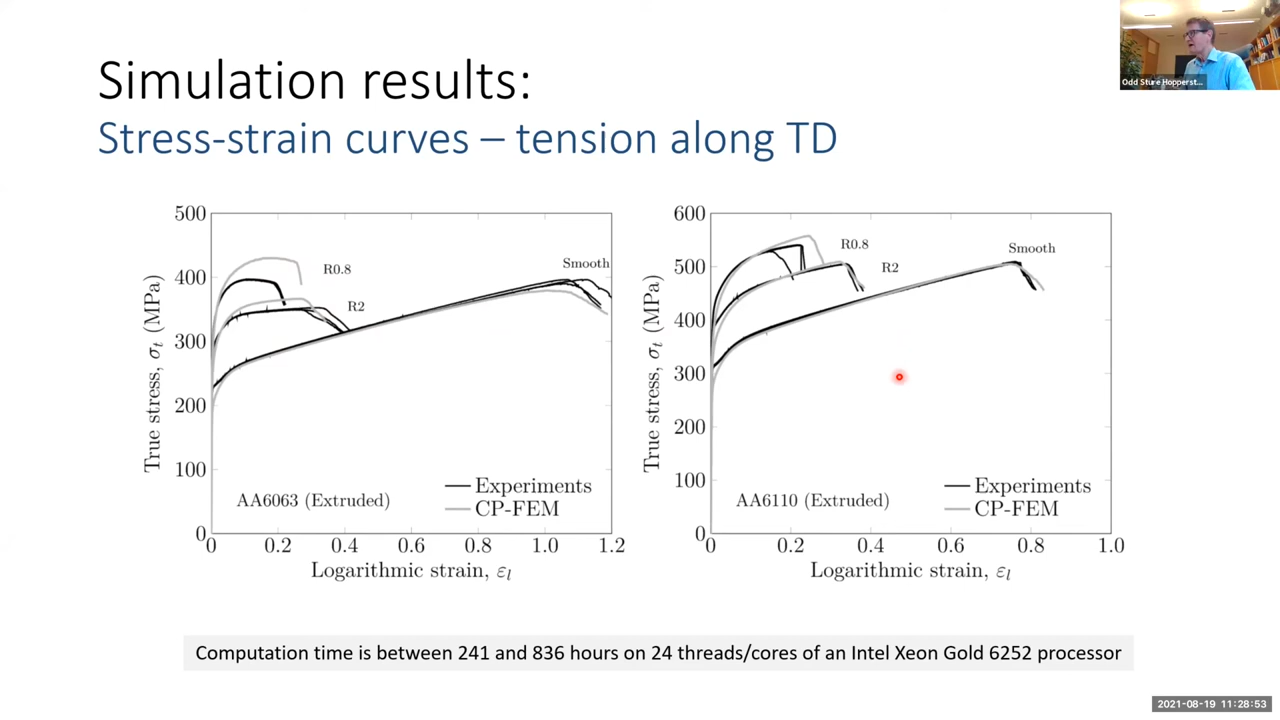 Simulation results:
Stress-strain curves – tension along TD
Odd Sture Hopperst...
500
400
300
200
100
0
True stress, σt (MPa)
R0.8
R2
Smooth
AA6063 (Extruded)
Experiments
CP-FEM
0 0.2 0.4 0.6 0.8 1.0 1.2
Logarithmic strain, εl
600
500
400
300
200
100
0
True stress, σt (MPa)
R0.8
R2
Smooth
AA6110 (Extruded)
Experiments
CP-FEM
0 0.2 0.4 0.6 0.8 1.0
Logarithmic strain, εl
Computation time is between 241 and 836 hours on 24 threads/cores of an Intel Xeon Gold 6252 processor
2021-08-19 11:28:53